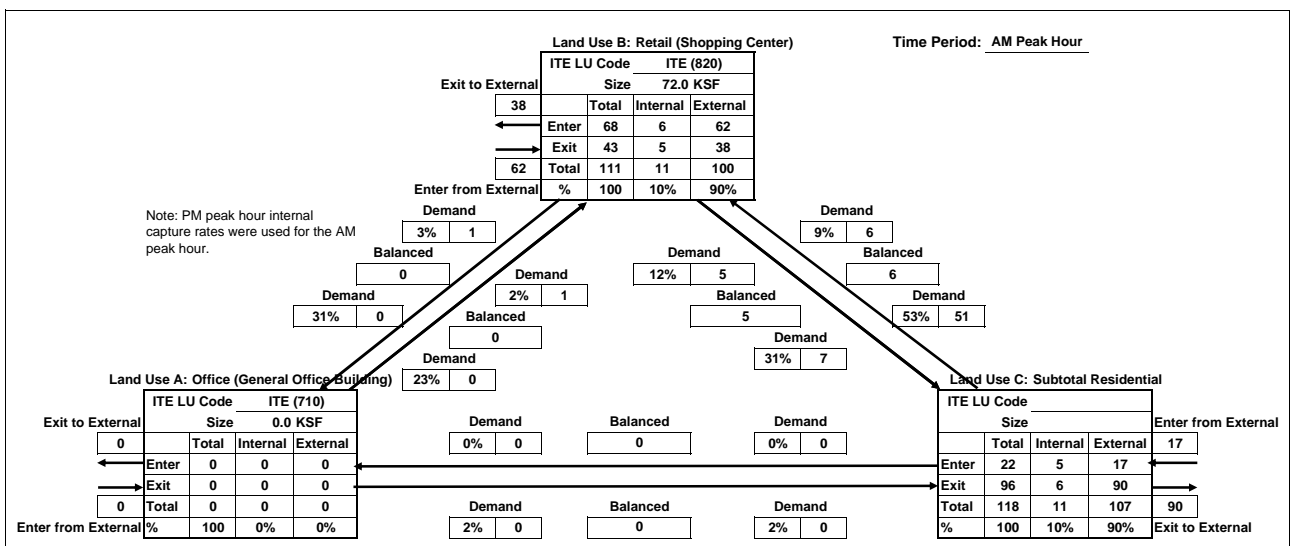 Land Use B: Retail (Shopping Center)
Time Period: AM Peak Hour
ITE LU Code ITE (820)
Exit to External Size 72.0 KSF
38 Total Internal External
Enter 68 6 62
Exit 43 5 38
62 Total 111 11 100
Enter from External % 100 10% 90%
Note: PM peak hour internal
capture rates were used for the AM
peak hour.
Demand
3% 1
Balanced
0
Demand
31% 0
Demand
2% 1
Balanced
0
Demand
23% 0
Demand
12% 5
Balanced
5
Demand
31% 7
Demand
9% 6
Balanced
6
Demand
53% 51
Land Use A: Office (General Office Building)
ITE LU Code ITE (710)
Exit to External Size 0.0 KSF
0 Total Internal External
Enter 0 0 0
Exit 0 0 0
0 Total 0 0 0
Enter from External % 100 0% 0%
Demand Balanced Demand
0% 0 0 0% 0
Demand Balanced Demand
2% 0 0 2% 0
Land Use C: Subtotal Residential
ITE LU Code
Size Enter from External
Total Internal External 17
Enter 22 5 17
Exit 96 6 90
Total 118 11 107 90
% 100 10% 90% Exit to External